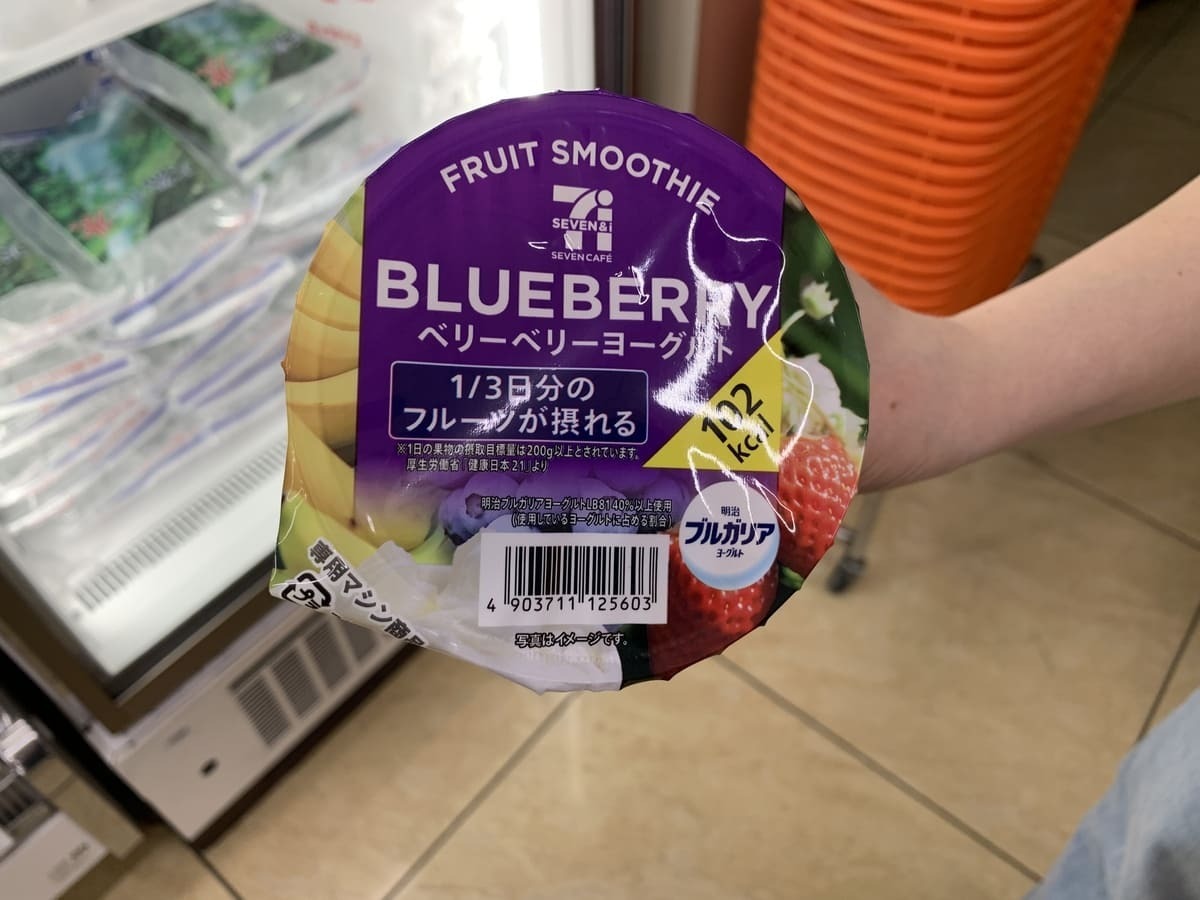 FRUIT SMOOTHIE
7i
SEVEN&i
SEVEN CAFÉ
BLUEBERRY
ベリーベリーヨーグルト
1/3日分の
フルーツが摂れる
102
kcal
※1日の果物の摂取目標量は200g以上とされています。
厚生労働省「健康日本21」より
明治ブルガリアヨーグルトLB81 40%以上使用
(使用しているヨーグルトに占める割合)
明治
ブルガリア
ヨーグルト
専用マシン商品
プラ
4 903711 125603
写真はイメージです。